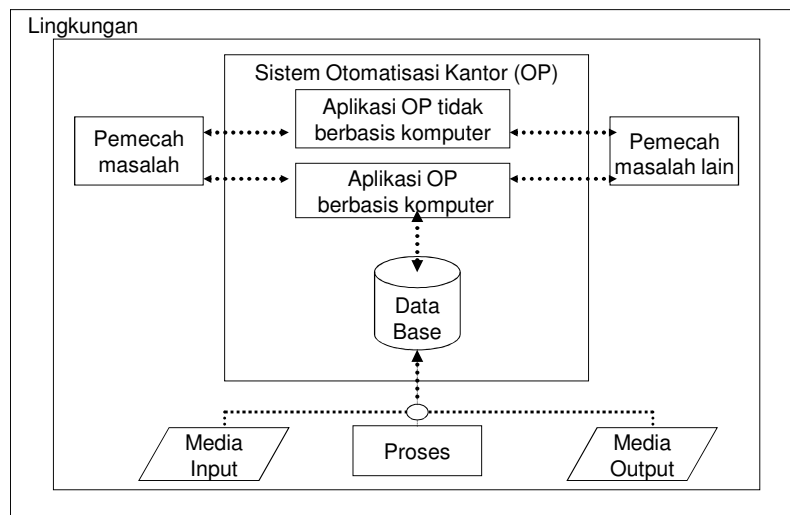 Lingkungan
Sistem Otomatisasi Kantor (OP)
Aplikasi OP tidak
berbasis komputer
Pemecah
masalah
Pemecah
masalah lain
Aplikasi OP
berbasis komputer
Data
Base
Media
Input
Proses
Media
Output